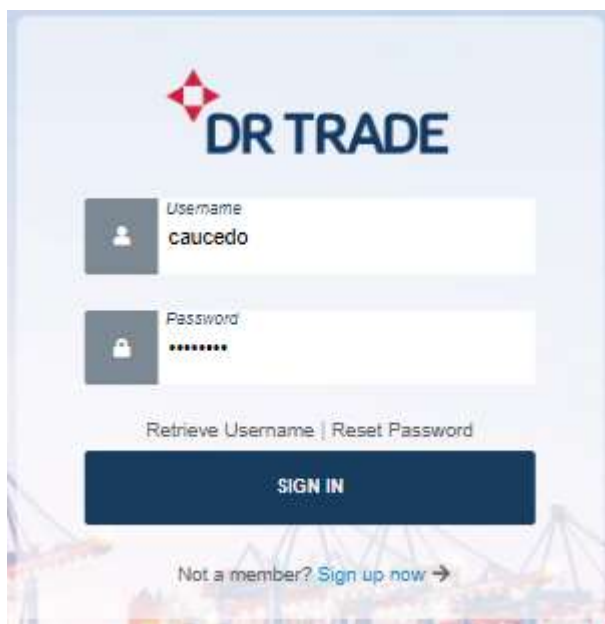 DR TRADE
Username
caucedo
Password
••••••••
Retrieve Username | Reset Password
SIGN IN
Not a member? Sign up now →